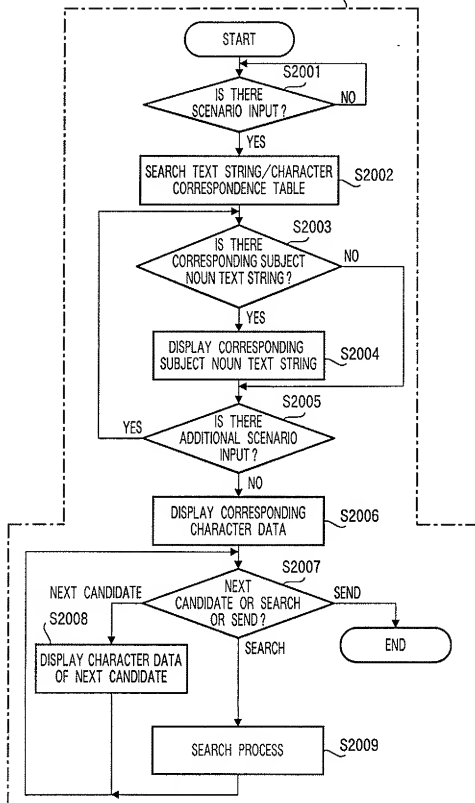 START
S2001
IS THERE
SCENARIO INPUT?
NO
YES
SEARCH TEXT STRING/CHARACTER
CORRESPONDENCE TABLE
S2002
S2003
IS THERE
CORRESPONDING SUBJECT
NOUN TEXT STRING?
NO
YES
DISPLAY CORRESPONDING
SUBJECT NOUN TEXT STRING
S2004
S2005
YES
IS THERE
ADDITIONAL SCENARIO
INPUT?
NO
DISPLAY CORRESPONDING
CHARACTER DATA
S2006
S2007
NEXT CANDIDATE
NEXT
CANDIDATE OR SEARCH
OR SEND?
SEND
S2008
END
SEARCH
DISPLAY CHARACTER DATA
OF NEXT CANDIDATE
SEARCH PROCESS
S2009